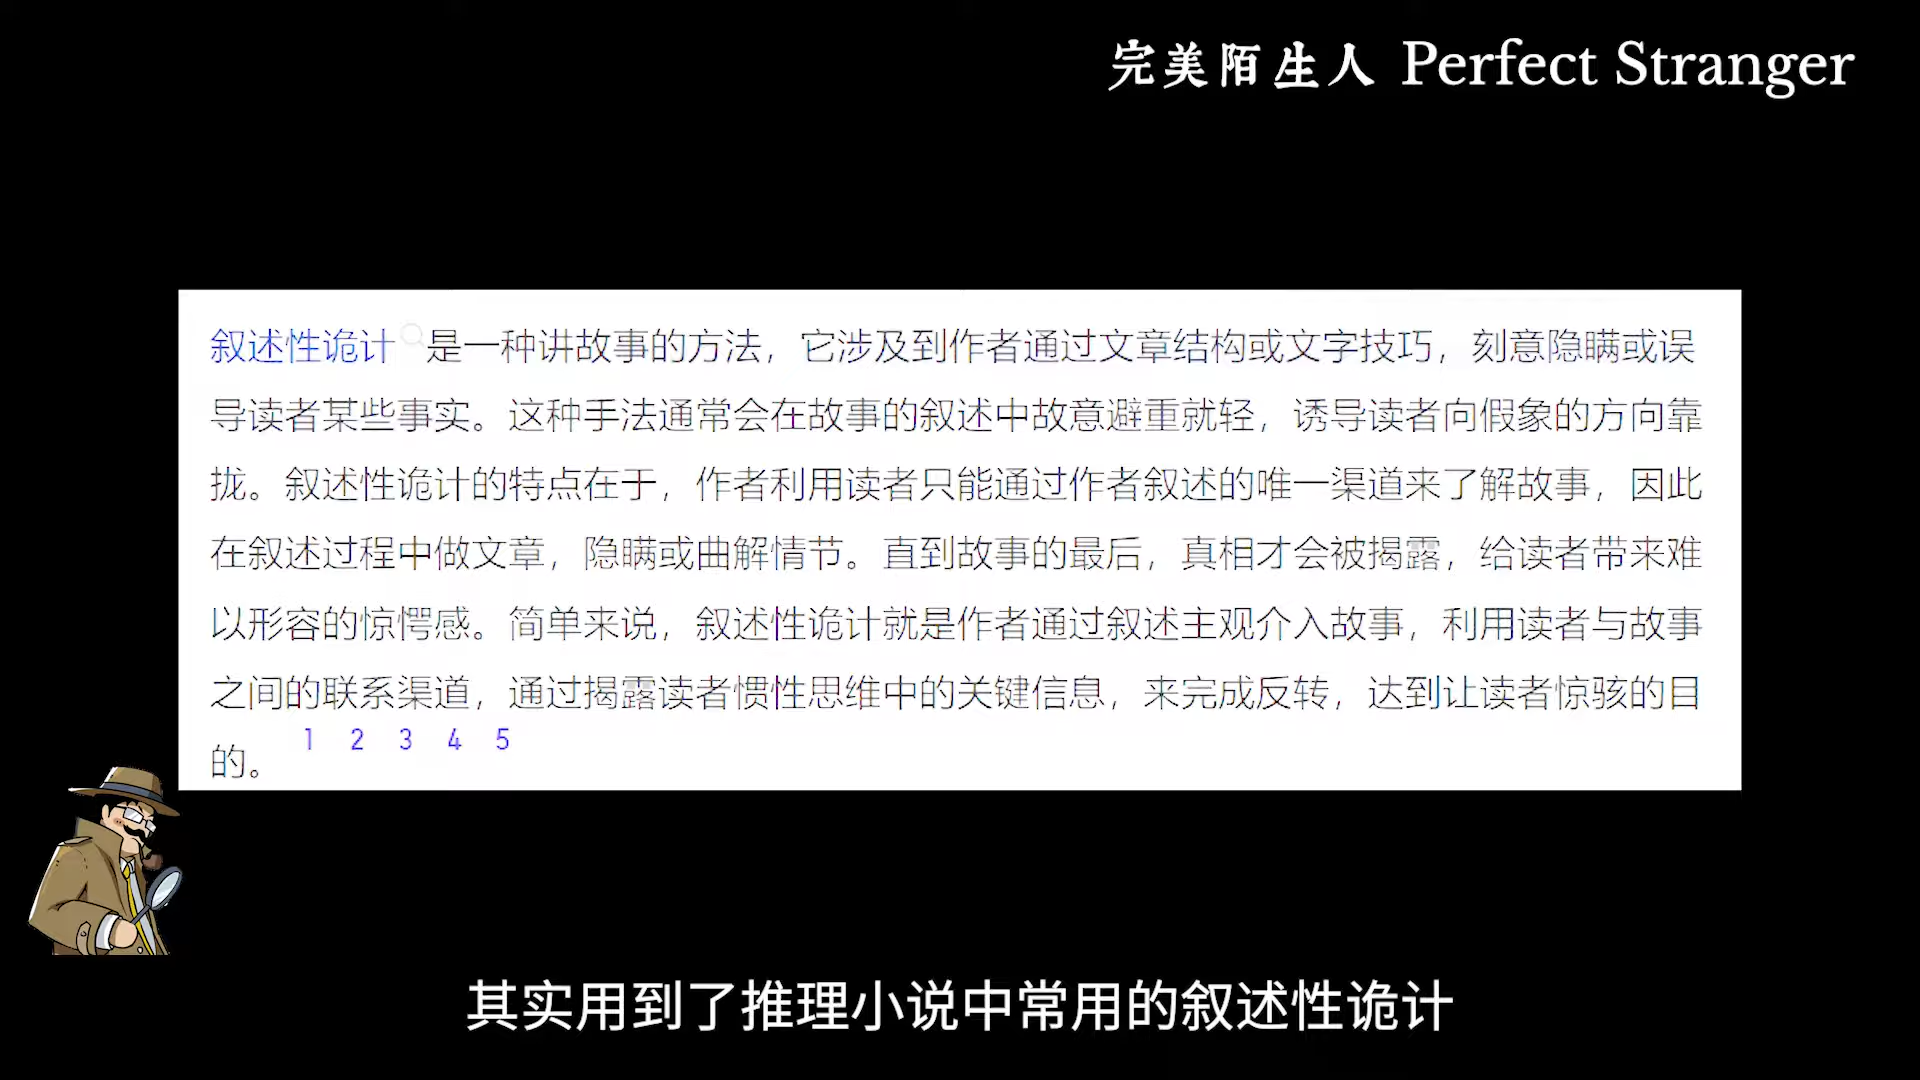 完美陌生人 Perfect Stranger
叙述性诡计 是一种讲故事的方法，它涉及到作者通过文章结构或文字技巧，刻意隐瞒或误
导读者某些事实。这种手法通常会在故事的叙述中故意避重就轻，诱导读者向假象的方向靠
拢。叙述性诡计的特点在于，作者利用读者只能通过作者叙述的唯一渠道来了解故事，因此
在叙述过程中做文章，隐瞒或曲解情节。直到故事的最后，真相才会被揭露，给读者带来难
以形容的惊愕感。简单来说，叙述性诡计就是作者通过叙述主观介入故事，利用读者与故事
之间的联系渠道，通过揭露读者惯性思维中的关键信息，来完成反转，达到让读者惊骇的目
的。 1 2 3 4 5
其实用到了推理小说中常用的叙述性诡计